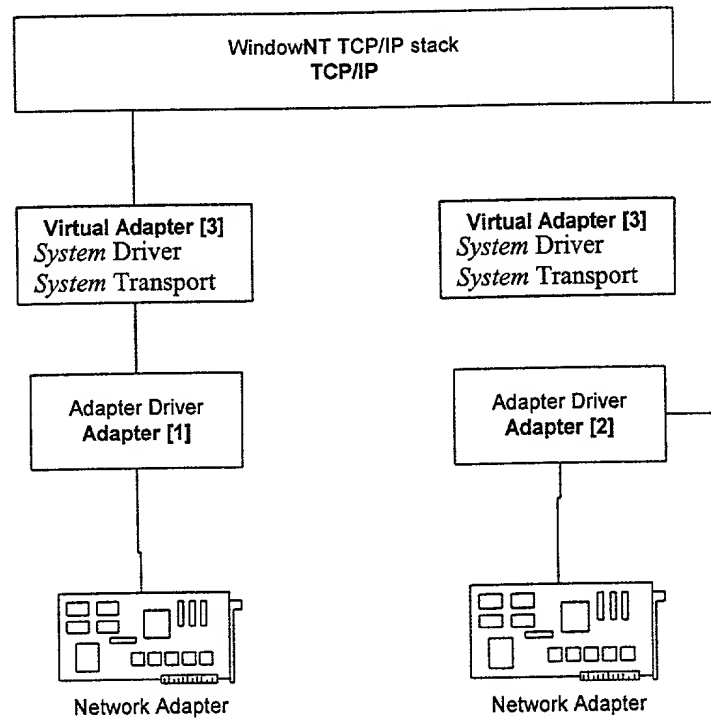 WindowNT TCP/IP stack
TCP/IP
Virtual Adapter [3]
System Driver
System Transport
Virtual Adapter [3]
System Driver
System Transport
Adapter Driver
Adapter [1]
Adapter Driver
Adapter [2]
Network Adapter
Network Adapter